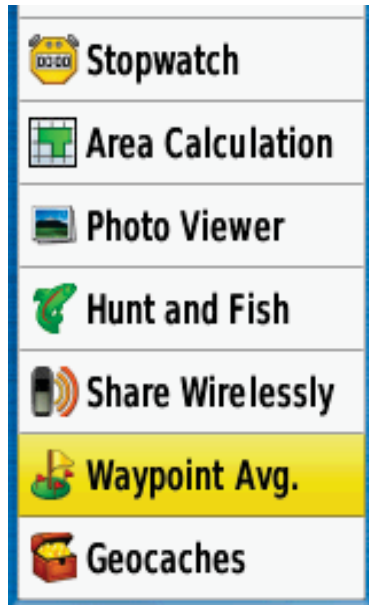 Stopwatch
Area Calculation
Photo Viewer
Hunt and Fish
Share Wirelessly
Waypoint Avg.
Geocaches